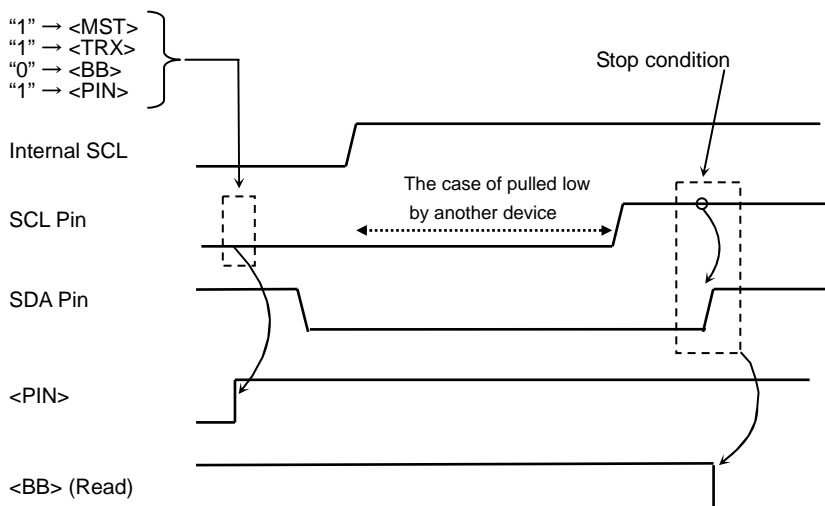 “1” → <MST>
“1” → <TRX>
“0” → <BB>
“1” → <PIN>
Stop condition
Internal SCL
The case of pulled low
by another device
SCL Pin
SDA Pin
<PIN>
<BB> (Read)